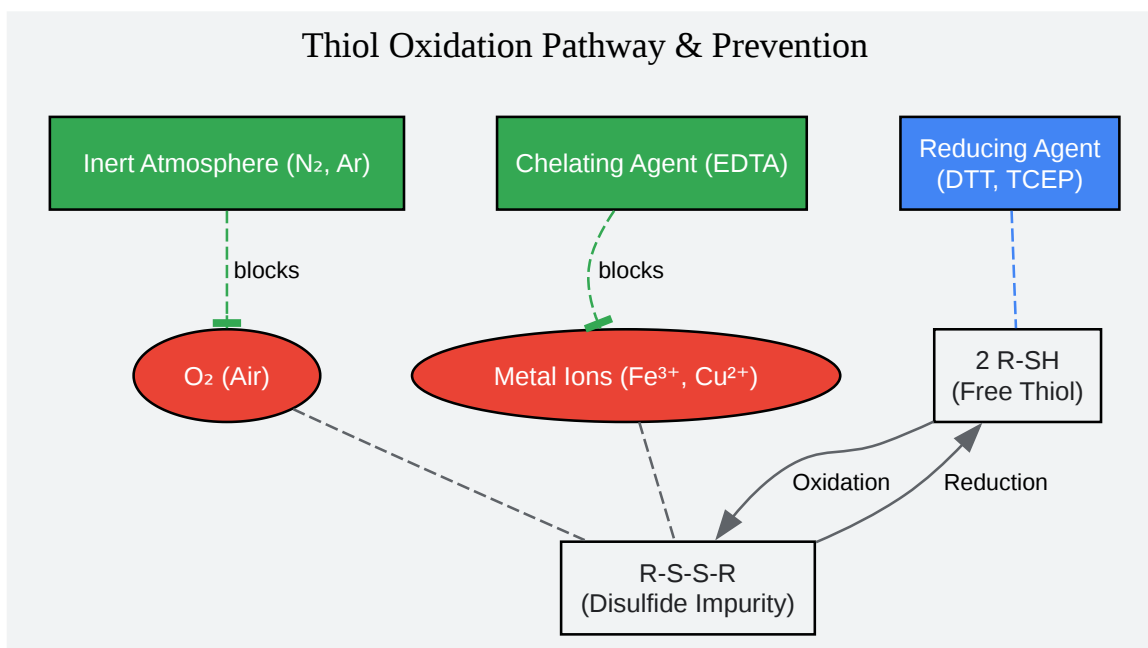 Thiol Oxidation Pathway & Prevention
Inert Atmosphere (N₂, Ar)
Chelating Agent (EDTA)
Reducing Agent
(DTT, TCEP)
blocks
blocks
O₂ (Air)
Metal Ions (Fe³⁺, Cu²⁺)
2 R-SH
(Free Thiol)
Oxidation
Reduction
R-S-S-R
(Disulfide Impurity)